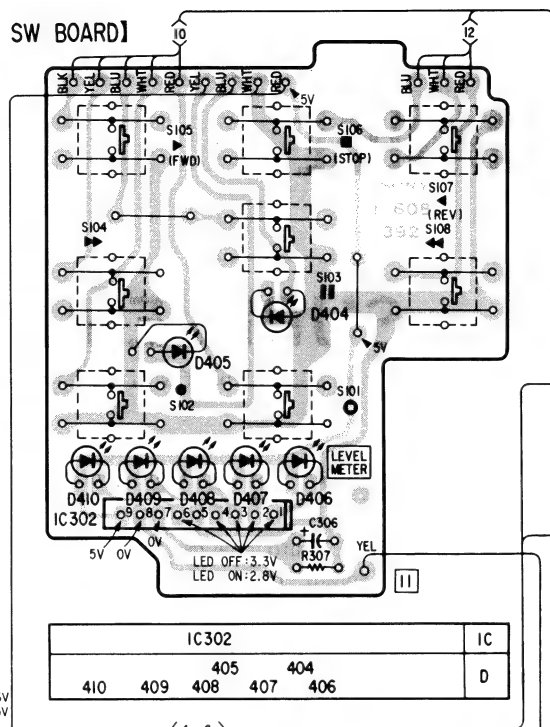 SW BOARD】
10
12
BLK YEL BLU WHT RED YEL BLU WHT RED
BLU WHT RED
5V
S105
(FWD)
S106
(STOP)
S107
(REV)
608
392
S104
S108
S103
D404
5V
D405
S102
S101
LEVEL
METER
D410 D409 D408 D407 D406
IC302
9 8 7 6 5 4 3 2 1
5V 0V 0V
LED OFF:3.3V
LED ON:2.8V
+ C306
R307
YEL
11
IC302 IC
405 404
D
410 409 408 407 406